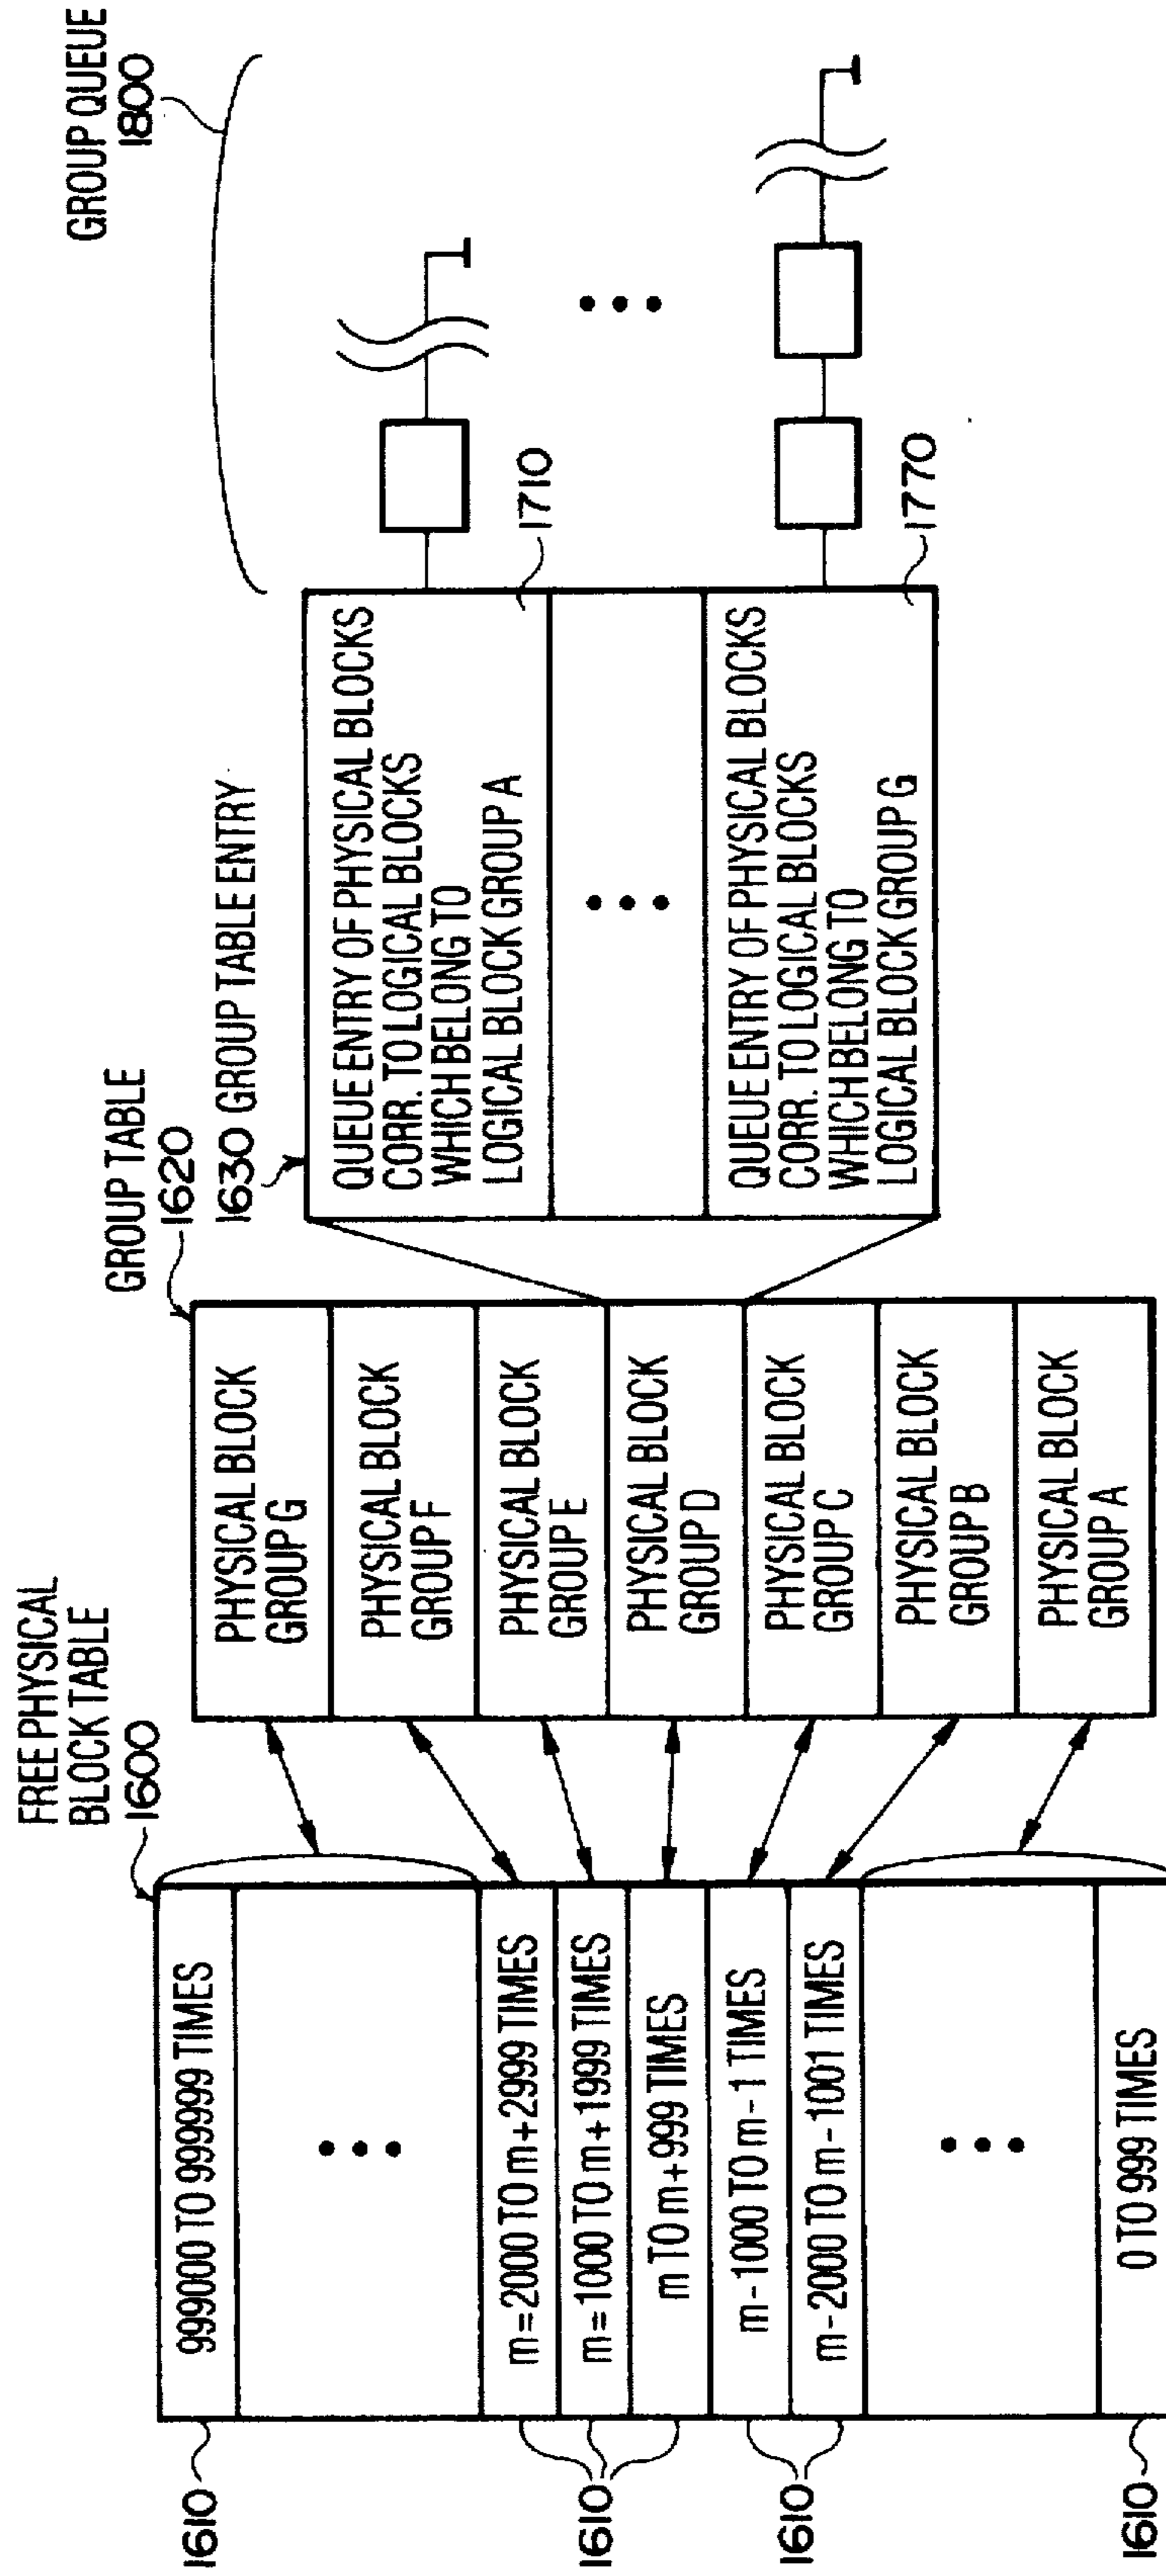 FREE PHYSICAL
BLOCK TABLE
1600
1610
999000 TO 999999 TIMES
m=2000 TO m+2999 TIMES
m=1000 TO m+1999 TIMES
m TO m+999 TIMES
1610
m-1000 TO m-1 TIMES
m-2000 TO m-1001 TIMES
1610
0 TO 999 TIMES
1610
GROUP TABLE
1620
PHYSICAL BLOCK
GROUP G
PHYSICAL BLOCK
GROUP F
PHYSICAL BLOCK
GROUP E
PHYSICAL BLOCK
GROUP D
PHYSICAL BLOCK
GROUP C
PHYSICAL BLOCK
GROUP B
PHYSICAL BLOCK
GROUP A
1630 GROUP TABLE ENTRY
QUEUE ENTRY OF PHYSICAL BLOCKS
CORR. TO LOGICAL BLOCKS
WHICH BELONG TO
LOGICAL BLOCK GROUP A
1710
QUEUE ENTRY OF PHYSICAL BLOCKS
CORR. TO LOGICAL BLOCKS
WHICH BELONG TO
LOGICAL BLOCK GROUP G
1770
GROUP QUEUE
1800